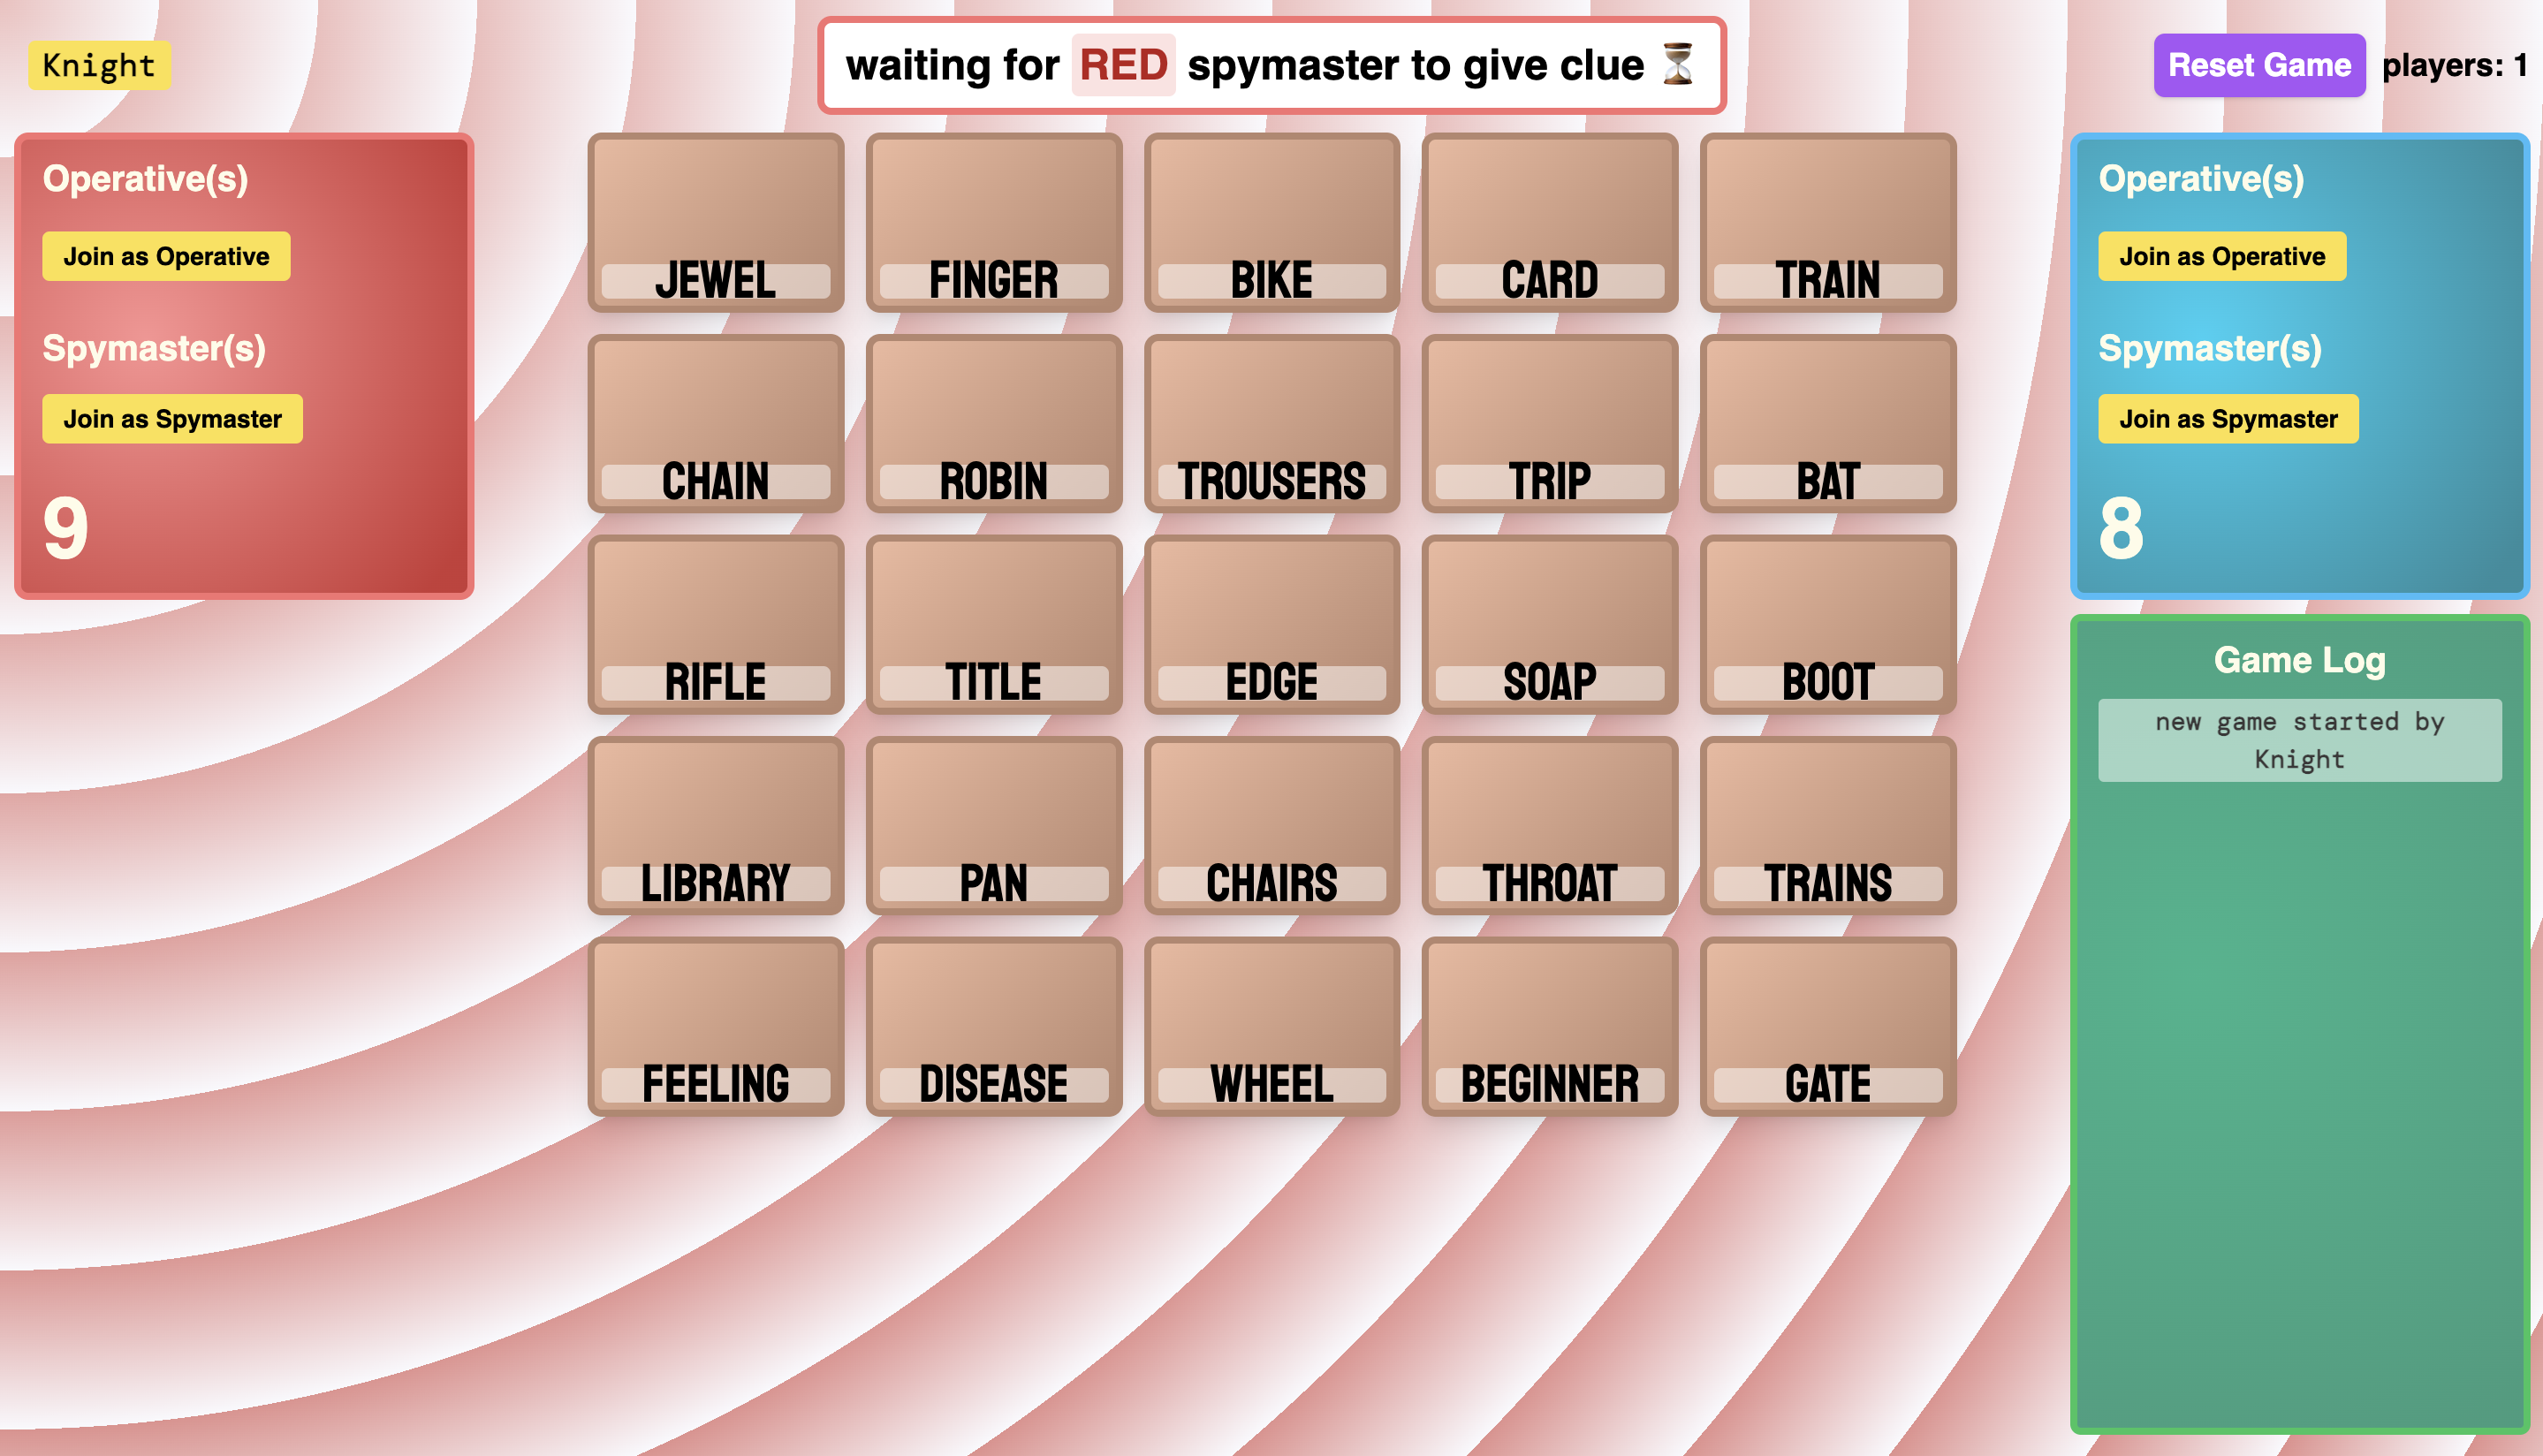 Knight
waiting for RED spymaster to give clue ⏳
Reset Game
players: 1
Operative(s)
Join as Operative
Spymaster(s)
Join as Spymaster
9
JEWEL
FINGER
BIKE
CARD
TRAIN
CHAIN
ROBIN
TROUSERS
TRIP
BAT
RIFLE
TITLE
EDGE
SOAP
BOOT
LIBRARY
PAN
CHAIRS
THROAT
TRAINS
FEELING
DISEASE
WHEEL
BEGINNER
GATE
Operative(s)
Join as Operative
Spymaster(s)
Join as Spymaster
8
Game Log
new game started by
Knight